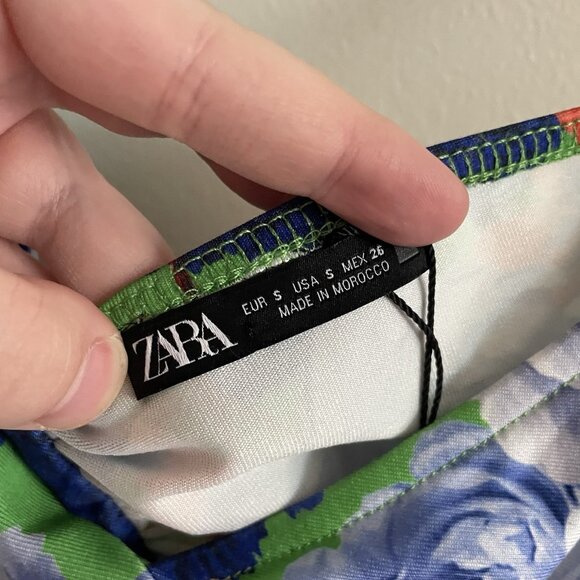 ZARA
EUR S USA S MEX 26
MADE IN MOROCCO